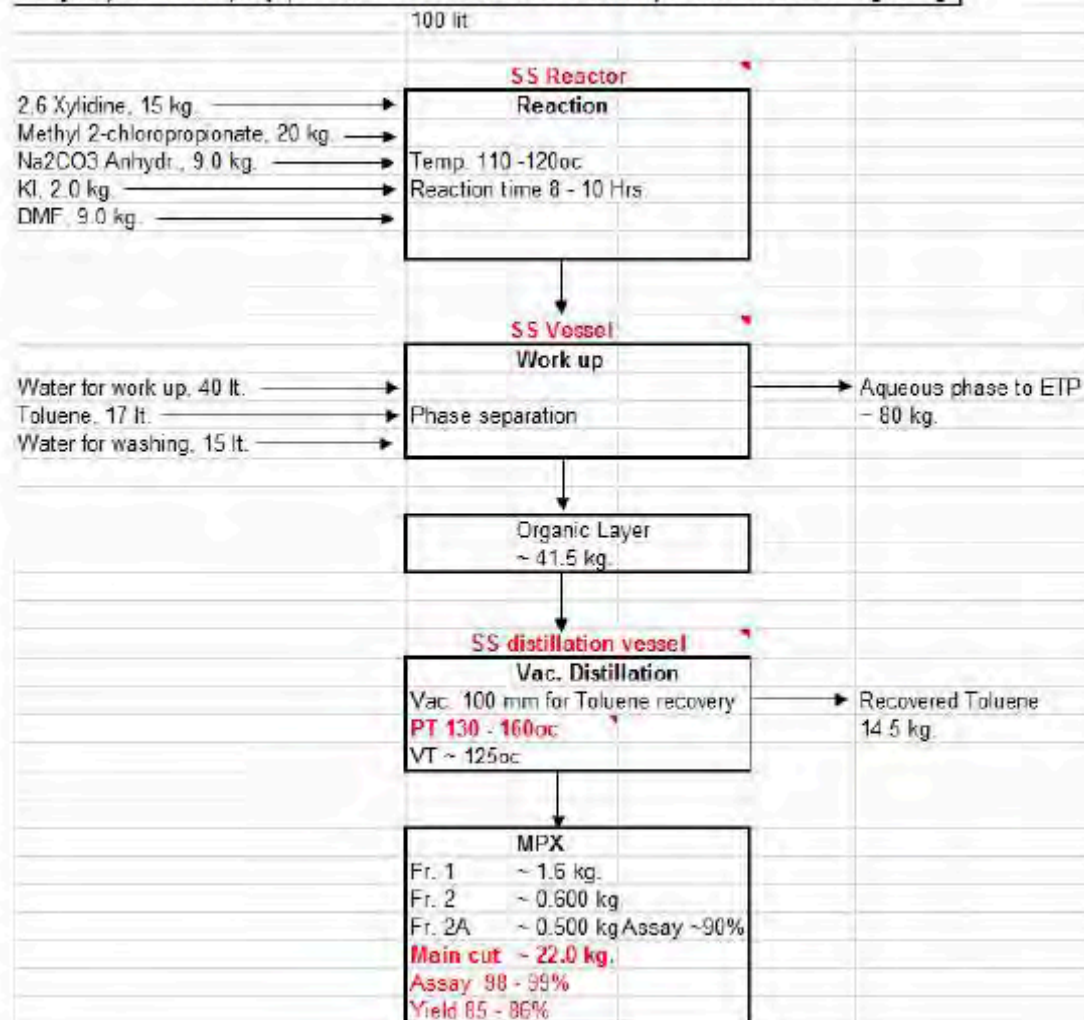 100 lit
SS Reactor
Reaction
2,6 Xylidine, 15 kg.
Methyl 2-chloropropionate, 20 kg.
Na2CO3 Anhydr., 9.0 kg.
Temp. 110 -120oc
KI, 2.0 kg.
Reaction time 8 - 10 Hrs
DMF, 9.0 kg.
SS Vessel
Work up
Water for work up, 40 lt.
Aqueous phase to ETP
Toluene, 17 lt.
Phase separation
~ 80 kg.
Water for washing, 15 lt.
Organic Layer
~ 41.5 kg.
SS distillation vessel
Vac. Distillation
Vac. 100 mm for Toluene recovery
Recovered Toluene
PT 130 - 160oc
14.5 kg.
VT ~ 125oc
MPX
Fr. 1 ~ 1.6 kg.
Fr. 2 ~ 0.600 kg
Fr. 2A ~ 0.500 kg Assay ~90%
Main cut ~ 22.0 kg.
Assay 98 - 99%
Yield 85 - 86%